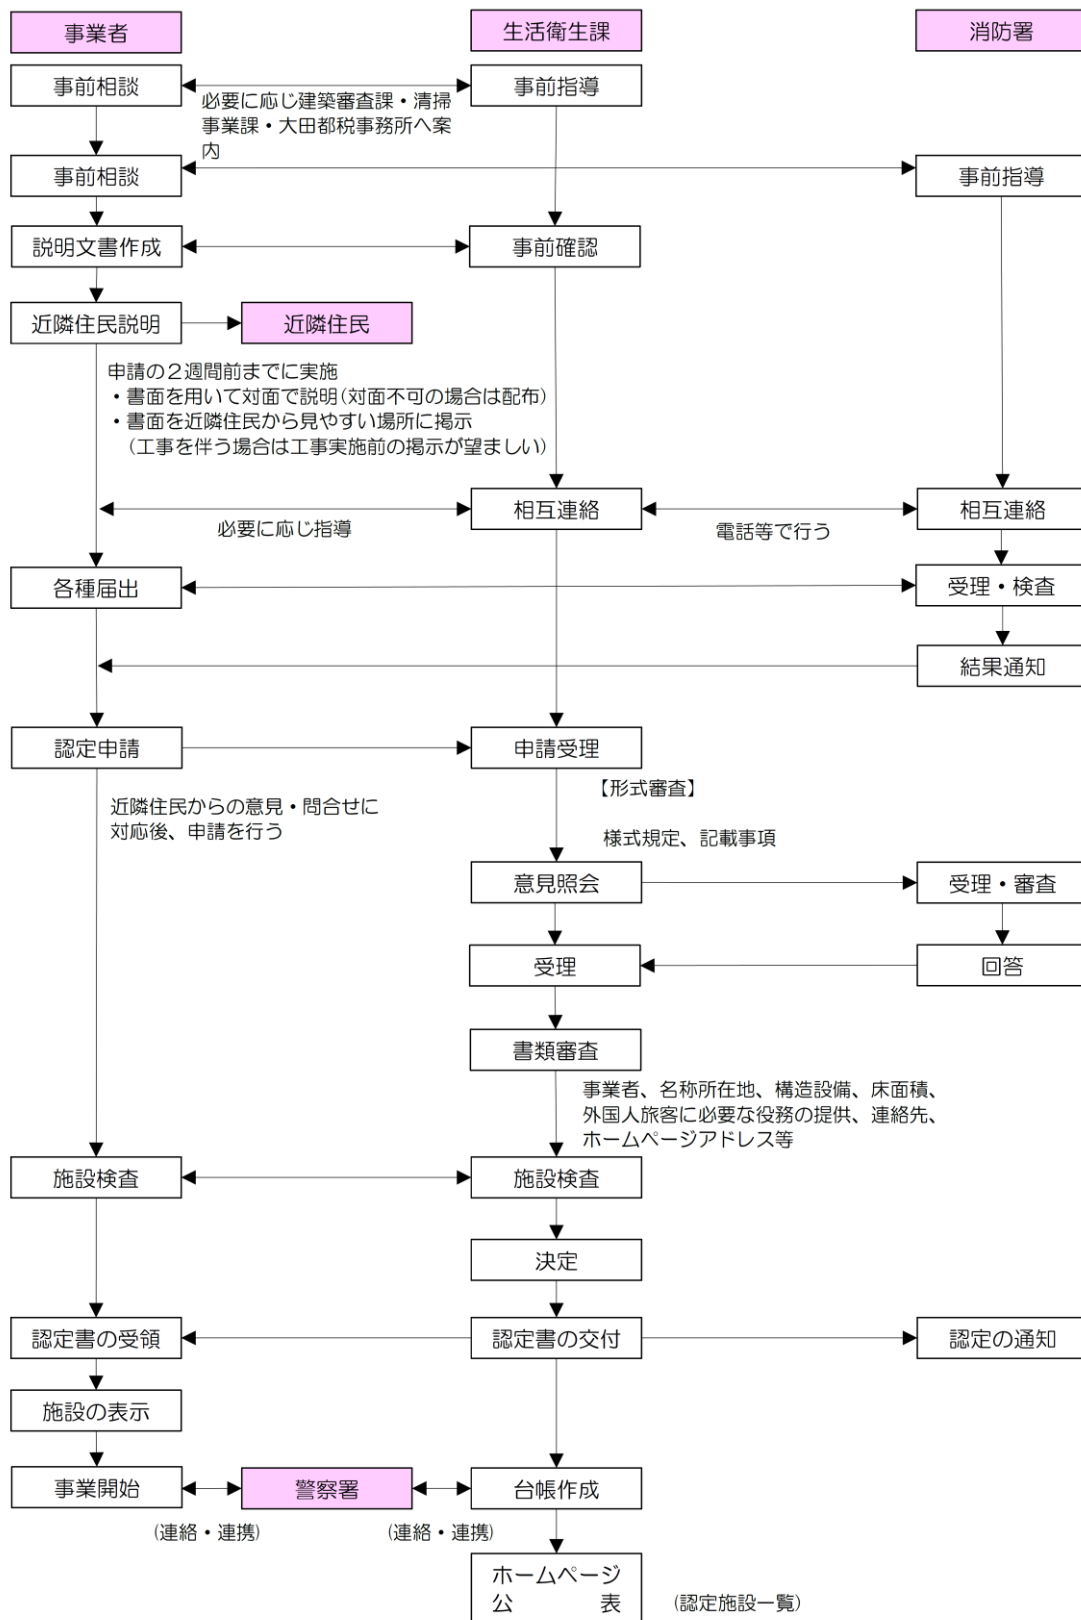 事業者
生活衛生課
消防署
事前相談
事前指導
必要に応じ建築審査課・清掃
事業課・大田都税事務所へ案
内
事前相談
事前指導
説明文書作成
事前確認
近隣住民説明
近隣住民
申請の２週間前までに実施
・書面を用いて対面で説明(対面不可の場合は配布)
・書面を近隣住民から見やすい場所に掲示
(工事を伴う場合は工事実施前の掲示が望ましい)
相互連絡
相互連絡
必要に応じ指導
電話等で行う
各種届出
受理・検査
結果通知
認定申請
申請受理
【形式審査】
近隣住民からの意見・問合せに
対応後、申請を行う
様式規定、記載事項
意見照会
受理・審査
受理
回答
書類審査
事業者、名称所在地、構造設備、床面積、
外国人旅客に必要な役務の提供、連絡先、
ホームページアドレス等
施設検査
施設検査
決定
認定書の受領
認定書の交付
認定の通知
施設の表示
事業開始
警察署
台帳作成
(連絡・連携)
(連絡・連携)
ホームページ
公　　　　表
(認定施設一覧)